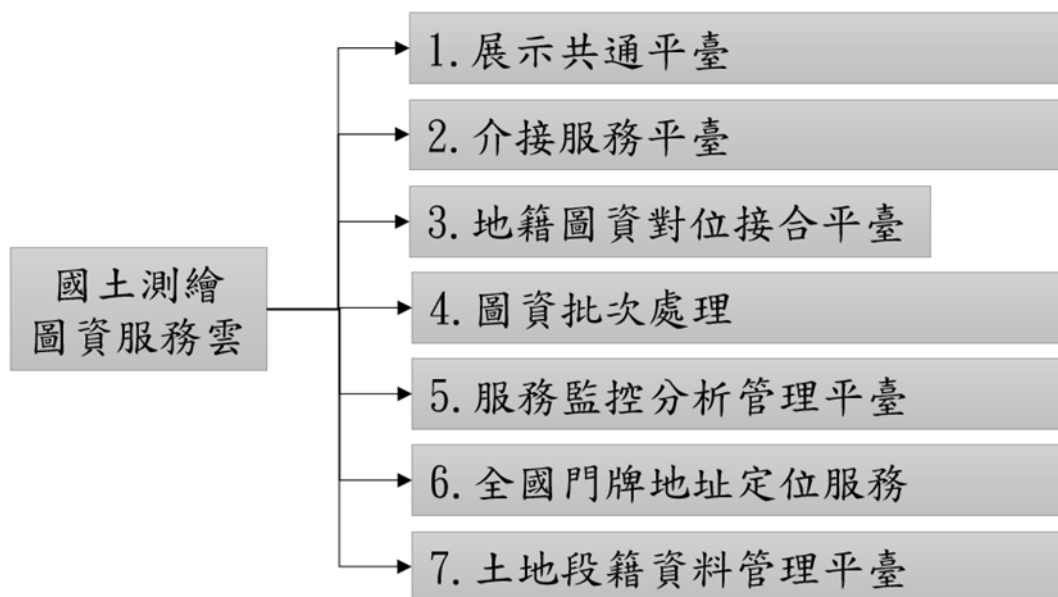 國土測繪
圖資服務雲
1. 展示共通平臺
2. 介接服務平臺
3. 地籍圖資對位接合平臺
4. 圖資批次處理
5. 服務監控分析管理平臺
6. 全國門牌地址定位服務
7. 土地段籍資料管理平臺